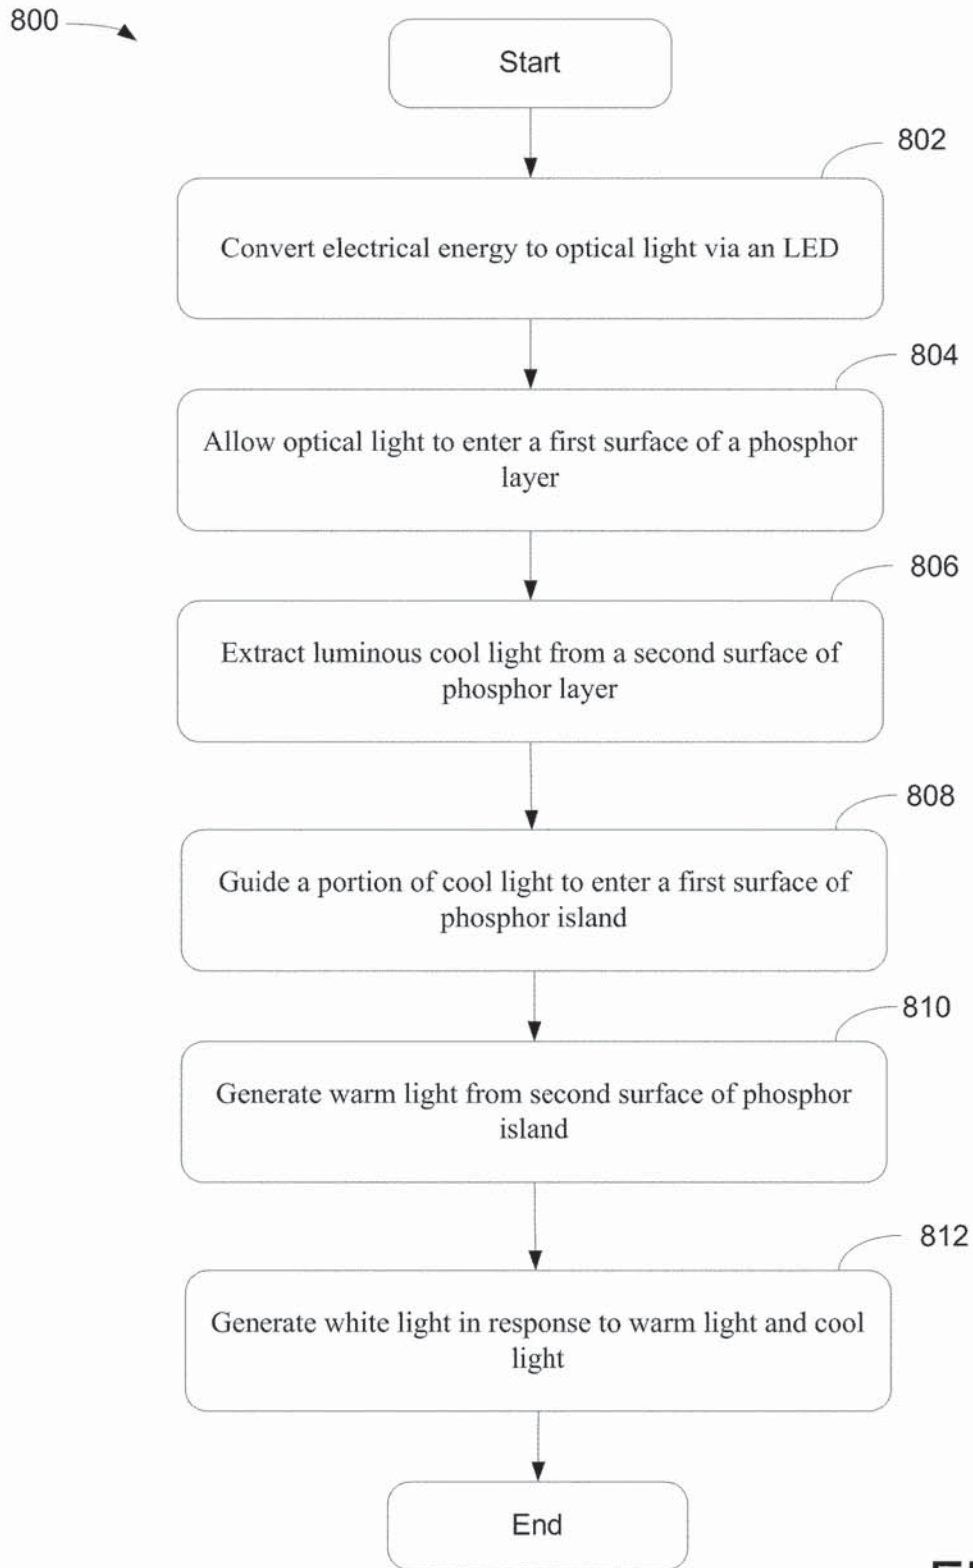 800
Start
802
Convert electrical energy to optical light via an LED
804
Allow optical light to enter a first surface of a phosphor
layer
806
Extract luminous cool light from a second surface of
phosphor layer
808
Guide a portion of cool light to enter a first surface of
phosphor island
810
Generate warm light from second surface of phosphor
island
812
Generate white light in response to warm light and cool
light
End